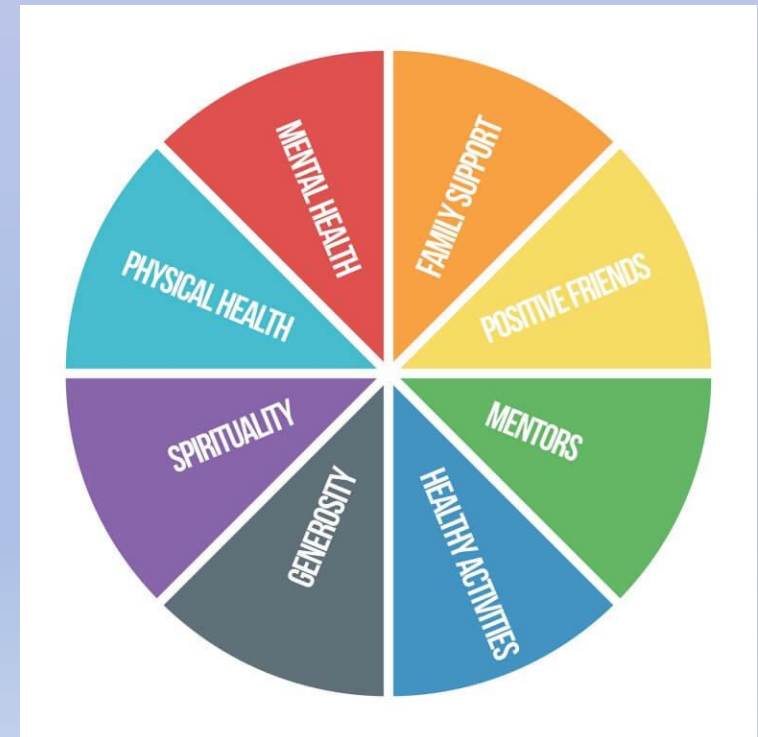 MENTAL HEALTH
FAMILY SUPPORT
POSITIVE FRIENDS
MENTORS
HEALTHY ACTIVITIES
GENEROSITY
SPIRITUALITY
PHYSICAL HEALTH